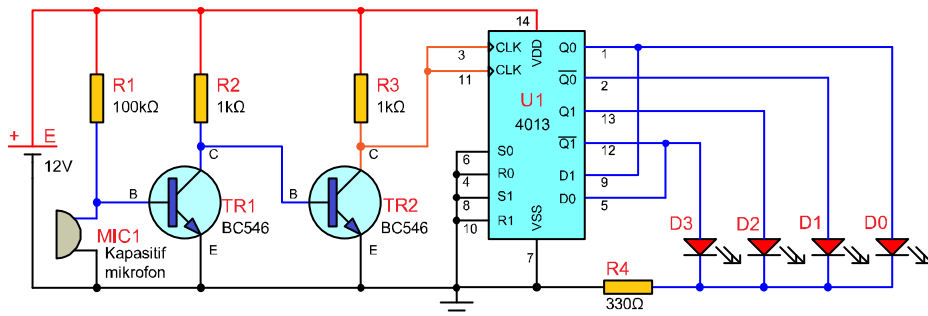 + E
12V
R1
100kΩ
R2
1kΩ
R3
1kΩ
B
C
E
TR1
BC546
B
C
E
TR2
BC546
MIC1
Kapasitif
mikrofon
14
VDD
3
CLK
11
CLK
U1
4013
Q0
1
Q0
2
Q1
13
Q1
12
D1
9
D0
5
S0
6
R0
4
S1
8
R1
10
VSS
7
R4
330Ω
D3
D2
D1
D0